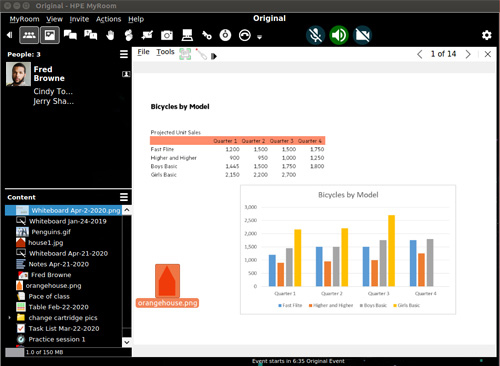 Original - HPE MyRoom
MyRoom View Invite Actions Help
Original
People: 3
Fred
Browne
Cindy To...
Jerry Sha...
File Tools
1 of 14
Bicycles by Model
Projected Unit Sales
Quarter 1 Quarter 2 Quarter 3 Quarter 4
Fast Flite 1,200 1,500 1,500 1,750
Higher and Higher 900 950 1,000 1,250
Boys Basic 1,445 1,500 1,750 1,800
Girls Basic 2,150 2,200 2,700
Bicycles by Model
3,000
2,500
2,000
1,500
1,000
500
0
Quarter 1 Quarter 2 Quarter 3 Quarter 4
Fast Flite Higher and Higher Boys Basic Girls Basic
orangehouse.png
Content
Whiteboard Apr-2-2020.png
Whiteboard Jan-24-2019
Penguins.gif
house1.jpg
Whiteboard Apr-21-2020
Notes Apr-21-2020
Fred Browne
orangehouse.png
Pace of class
Table Feb-22-2020
change cartridge pics
Task List Mar-22-2020
Practice session 1
1.0 of 150 MB
Event starts in 6:35 Original Event